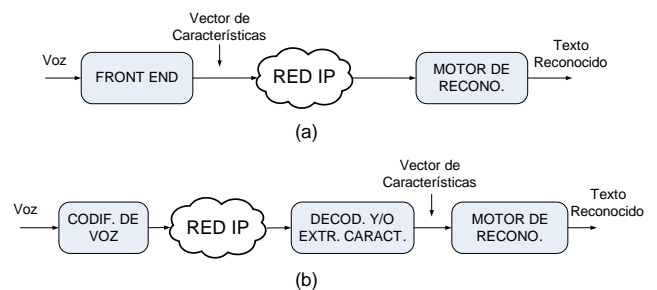 Vector de
Características
Voz
FRONT END
RED IP
MOTOR DE
RECONO.
Texto
Reconocido
(a)
Vector de
Características
Voz
CODIF. DE
VOZ
RED IP
DECOD. Y/O
EXTR. CARACT.
MOTOR DE
RECONO.
Texto
Reconocido
(b)